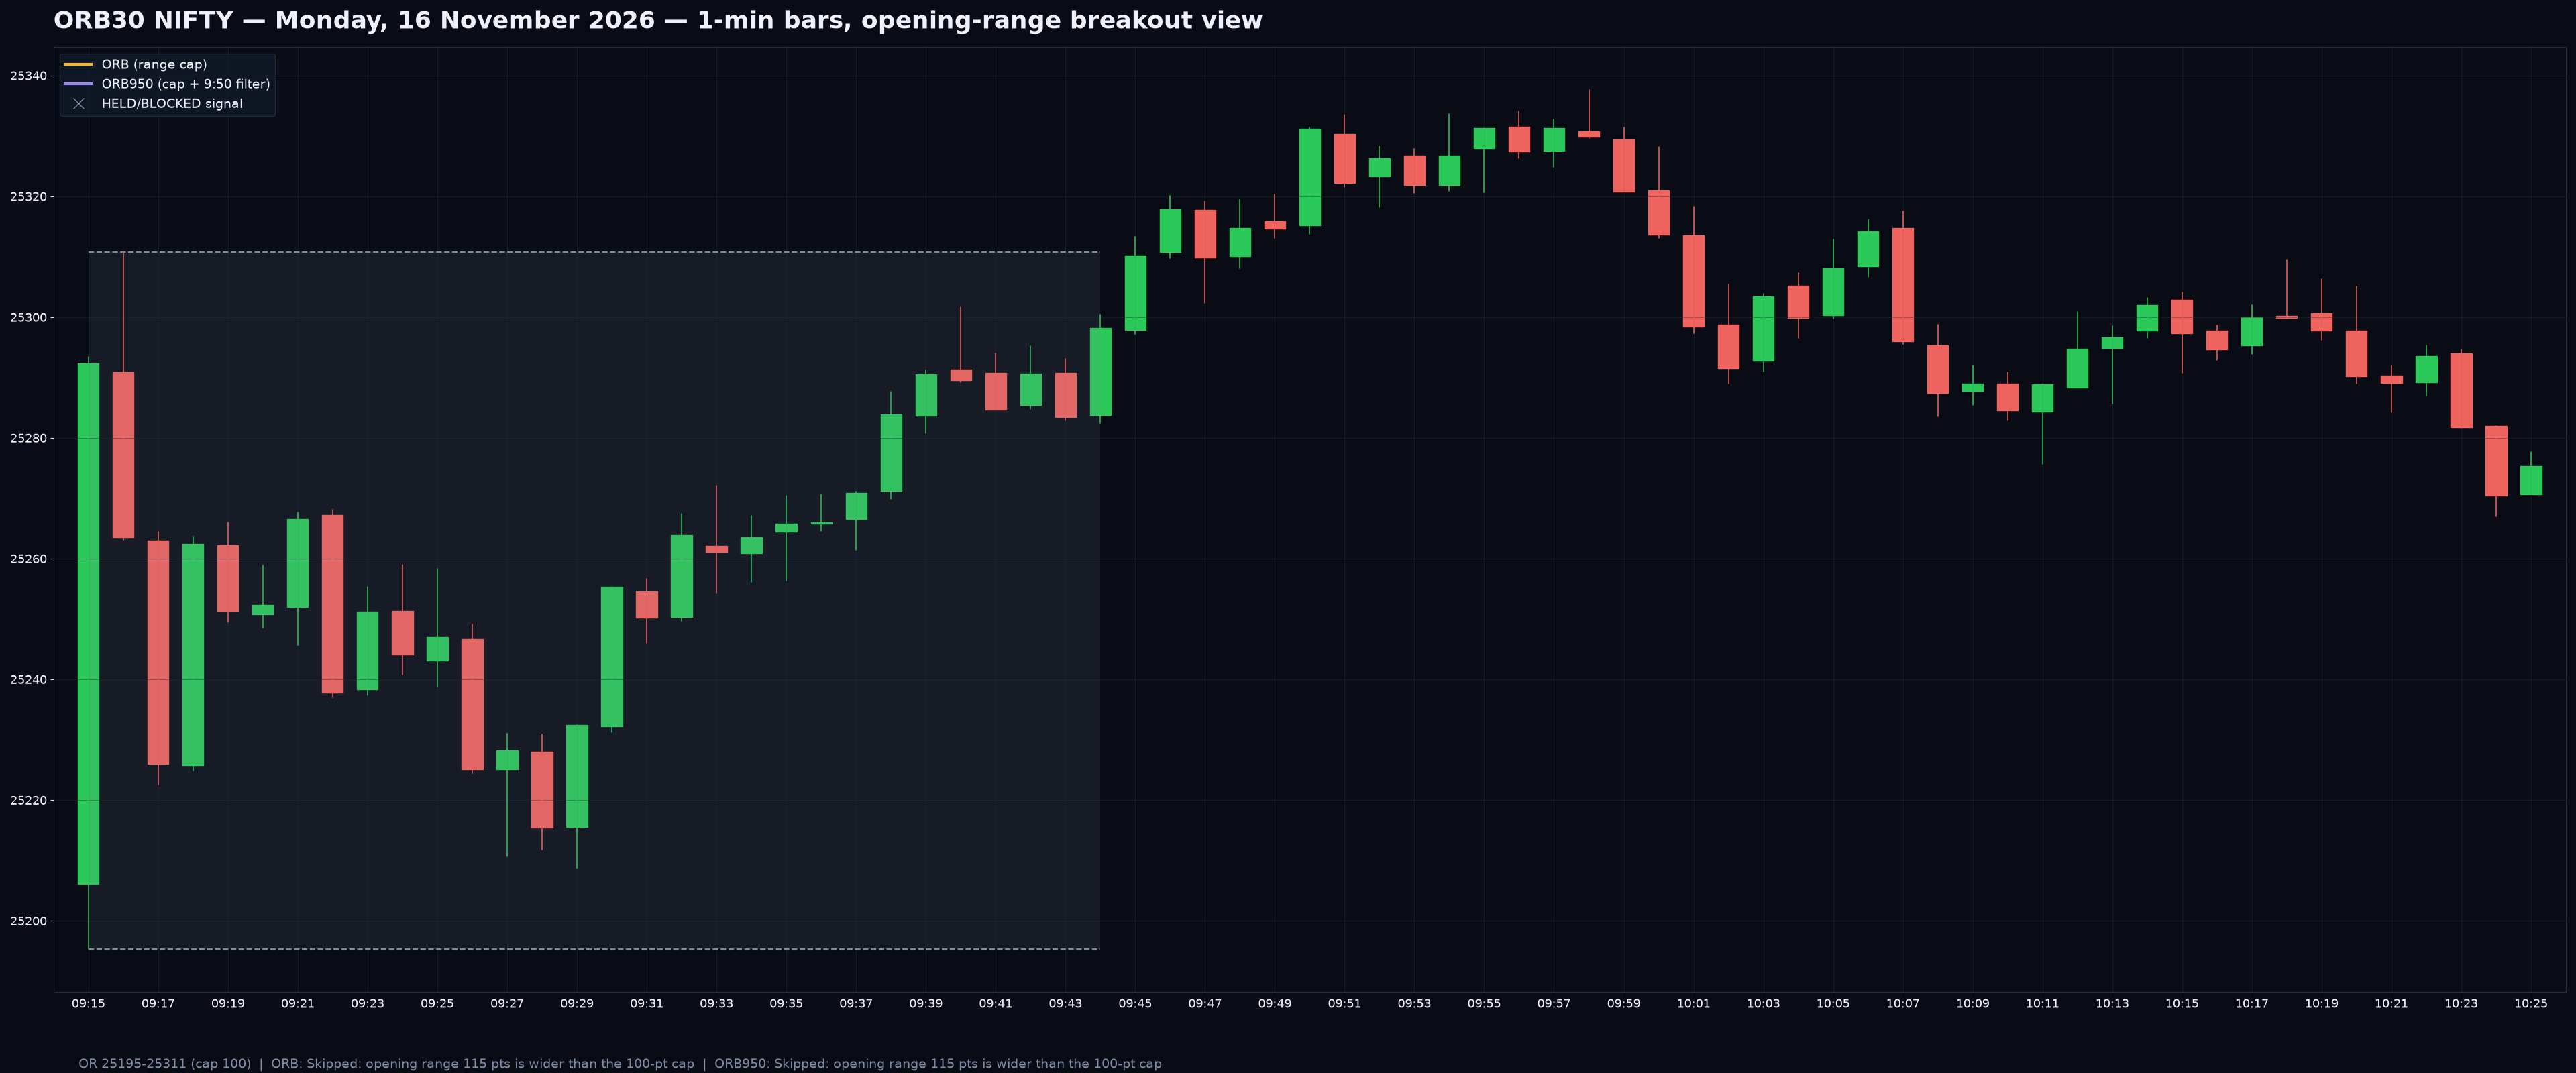 ORB30 NIFTY — Monday, 16 November 2026 — 1-min bars, opening-range breakout view
ORB (range cap)
ORB950 (cap + 9:50 filter)
HELD/BLOCKED signal
25340
25320
25300
25280
25260
25240
25220
25200
09:15 09:17 09:19 09:21 09:23 09:25 09:27 09:29 09:31 09:33 09:35 09:37 09:39 09:41 09:43 09:45 09:47 09:49 09:51 09:53 09:55 09:57 09:59 10:01 10:03 10:05 10:07 10:09 10:11 10:13 10:15 10:17 10:19 10:21 10:23 10:25
OR 25195-25311 (cap 100) | ORB: Skipped: opening range 115 pts is wider than the 100-pt cap | ORB950: Skipped: opening range 115 pts is wider than the 100-pt cap